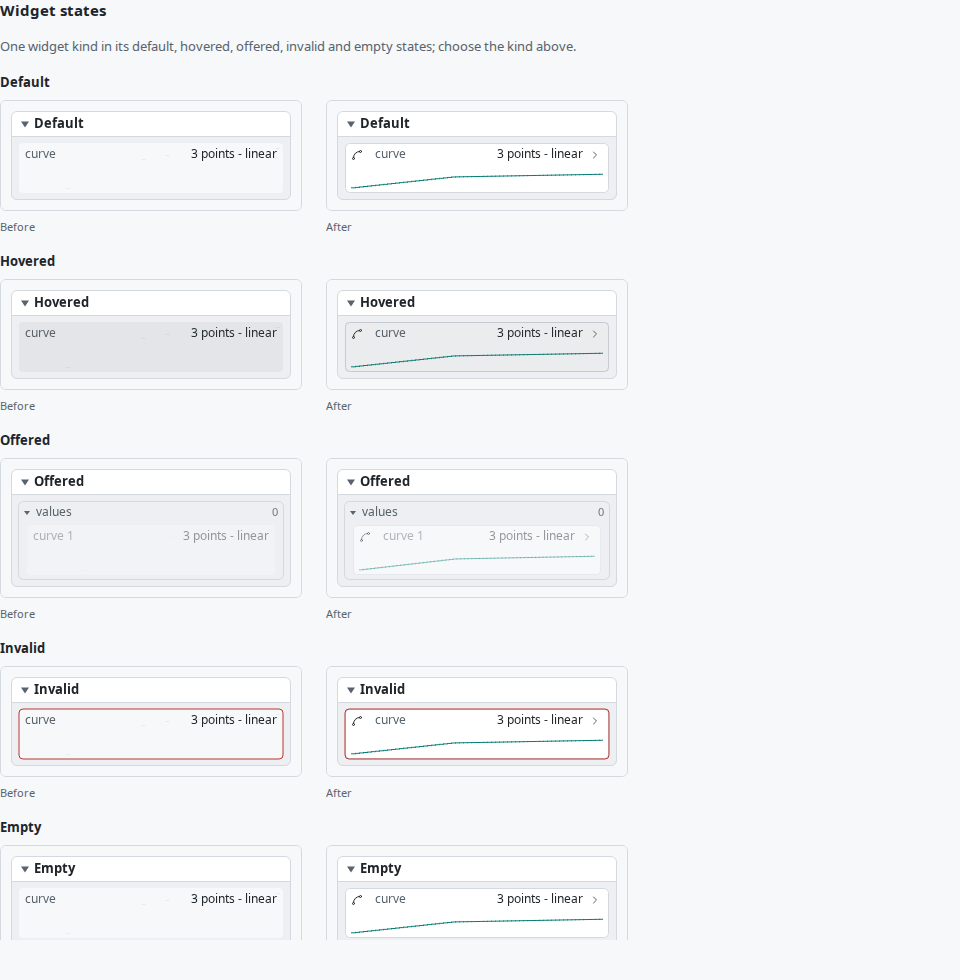 Widget states
One widget kind in its default, hovered, offered, invalid and empty states; choose the kind above.
Default
Default
curve 3 points - linear
Before
Default
curve 3 points - linear
After
Hovered
Hovered
curve 3 points - linear
Before
Hovered
curve 3 points - linear
After
Offered
Offered
values 0
curve 1 3 points - linear
Before
Offered
values 0
curve 1 3 points - linear
After
Invalid
Invalid
curve 3 points - linear
Before
Invalid
curve 3 points - linear
After
Empty
Empty
curve 3 points - linear
Empty
curve 3 points - linear